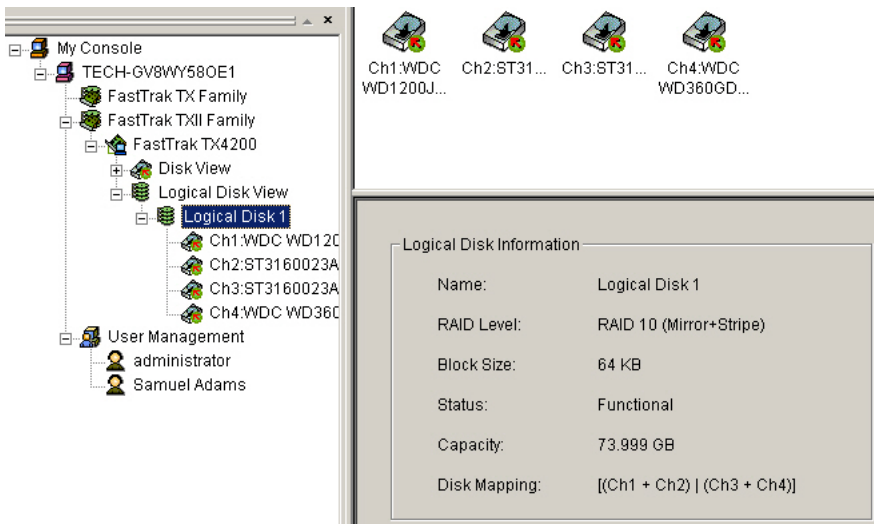 My Console
TECH-GV8WY58OE1
FastTrak TX Family
FastTrak TXII Family
FastTrak TX4200
Disk View
Logical Disk View
Logical Disk 1
Ch1:WDC WD120
Ch2:ST3160023A
Ch3:ST3160023A
Ch4:WDC WD360
User Management
administrator
Samuel Adams
Ch1:WDC WD1200J...
Ch2:ST31...
Ch3:ST31...
Ch4:WDC WD360GD...
Logical Disk Information
Name: Logical Disk 1
RAID Level: RAID 10 (Mirror+Stripe)
Block Size: 64 KB
Status: Functional
Capacity: 73.999 GB
Disk Mapping: [(Ch1 + Ch2) | (Ch3 + Ch4)]